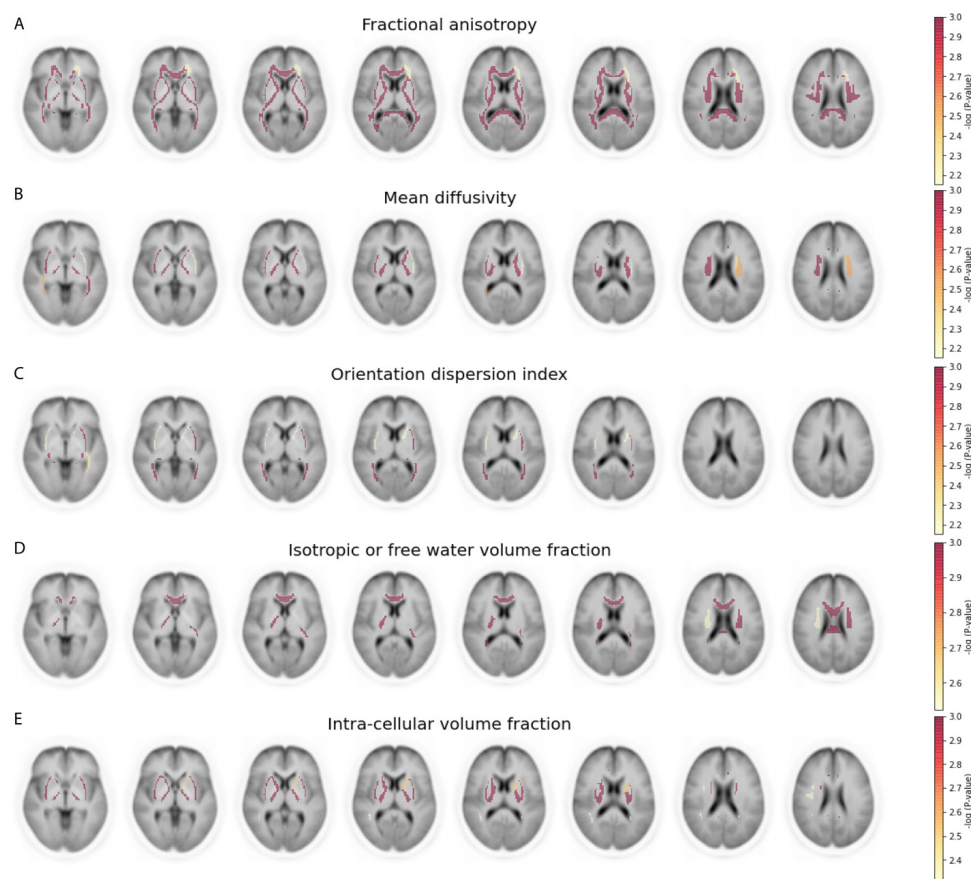 A
Fractional anisotropy
3.0
2.9
2.8
2.7
2.6
2.5
2.4
2.3
2.2
-log (P-value)
B
Mean diffusivity
3.0
2.9
2.8
2.7
2.6
2.5
2.4
2.3
2.2
-log (P-value)
C
Orientation dispersion index
3.0
2.9
2.8
2.7
2.6
2.5
2.4
2.3
2.2
-log (P-value)
D
Isotropic or free water volume fraction
3.0
2.9
2.8
2.7
2.6
-log (P-value)
E
Intra-cellular volume fraction
3.0
2.9
2.8
2.7
2.6
2.5
2.4
-log (P-value)